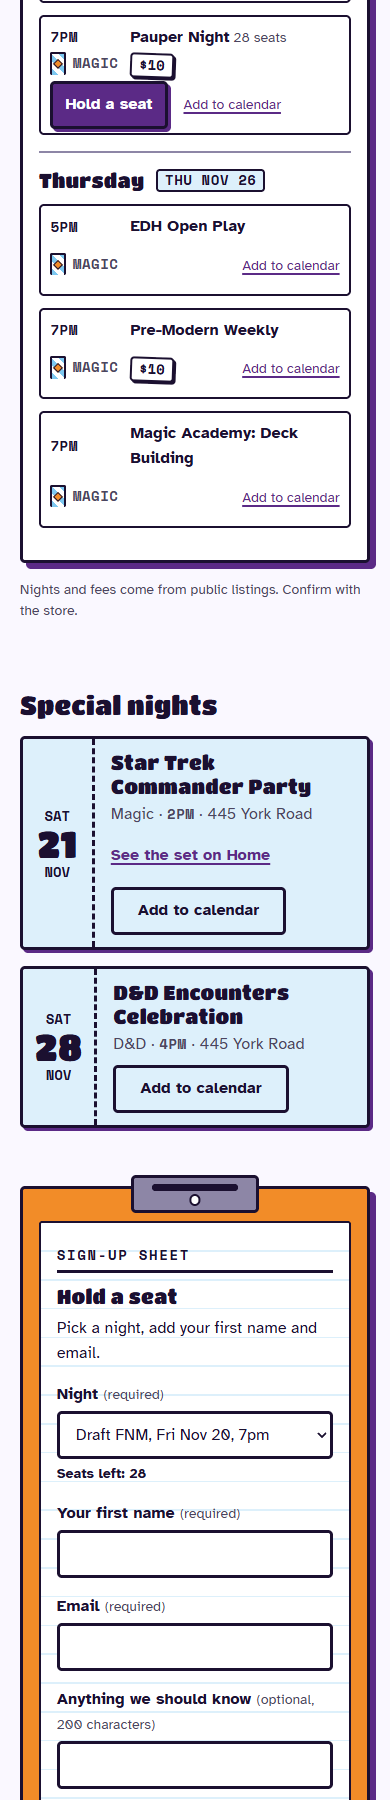 7PM Pauper Night 28 seats
MAGIC $10
Hold a seat Add to calendar
Thursday THU NOV 26
5PM EDH Open Play
MAGIC Add to calendar
7PM Pre-Modern Weekly
MAGIC $10 Add to calendar
7PM Magic Academy: Deck
Building
MAGIC Add to calendar
Nights and fees come from public listings. Confirm with
the store.
Special nights
SAT
21
NOV
Star Trek
Commander Party
Magic · 2PM · 445 York Road
See the set on Home
Add to calendar
SAT
28
NOV
D&D Encounters
Celebration
D&D · 4PM · 445 York Road
Add to calendar
SIGN-UP SHEET
Hold a seat
Pick a night, add your first name and
email.
Night (required)
Draft FNM, Fri Nov 20, 7pm
Seats left: 28
Your first name (required)
Email (required)
Anything we should know (optional,
200 characters)